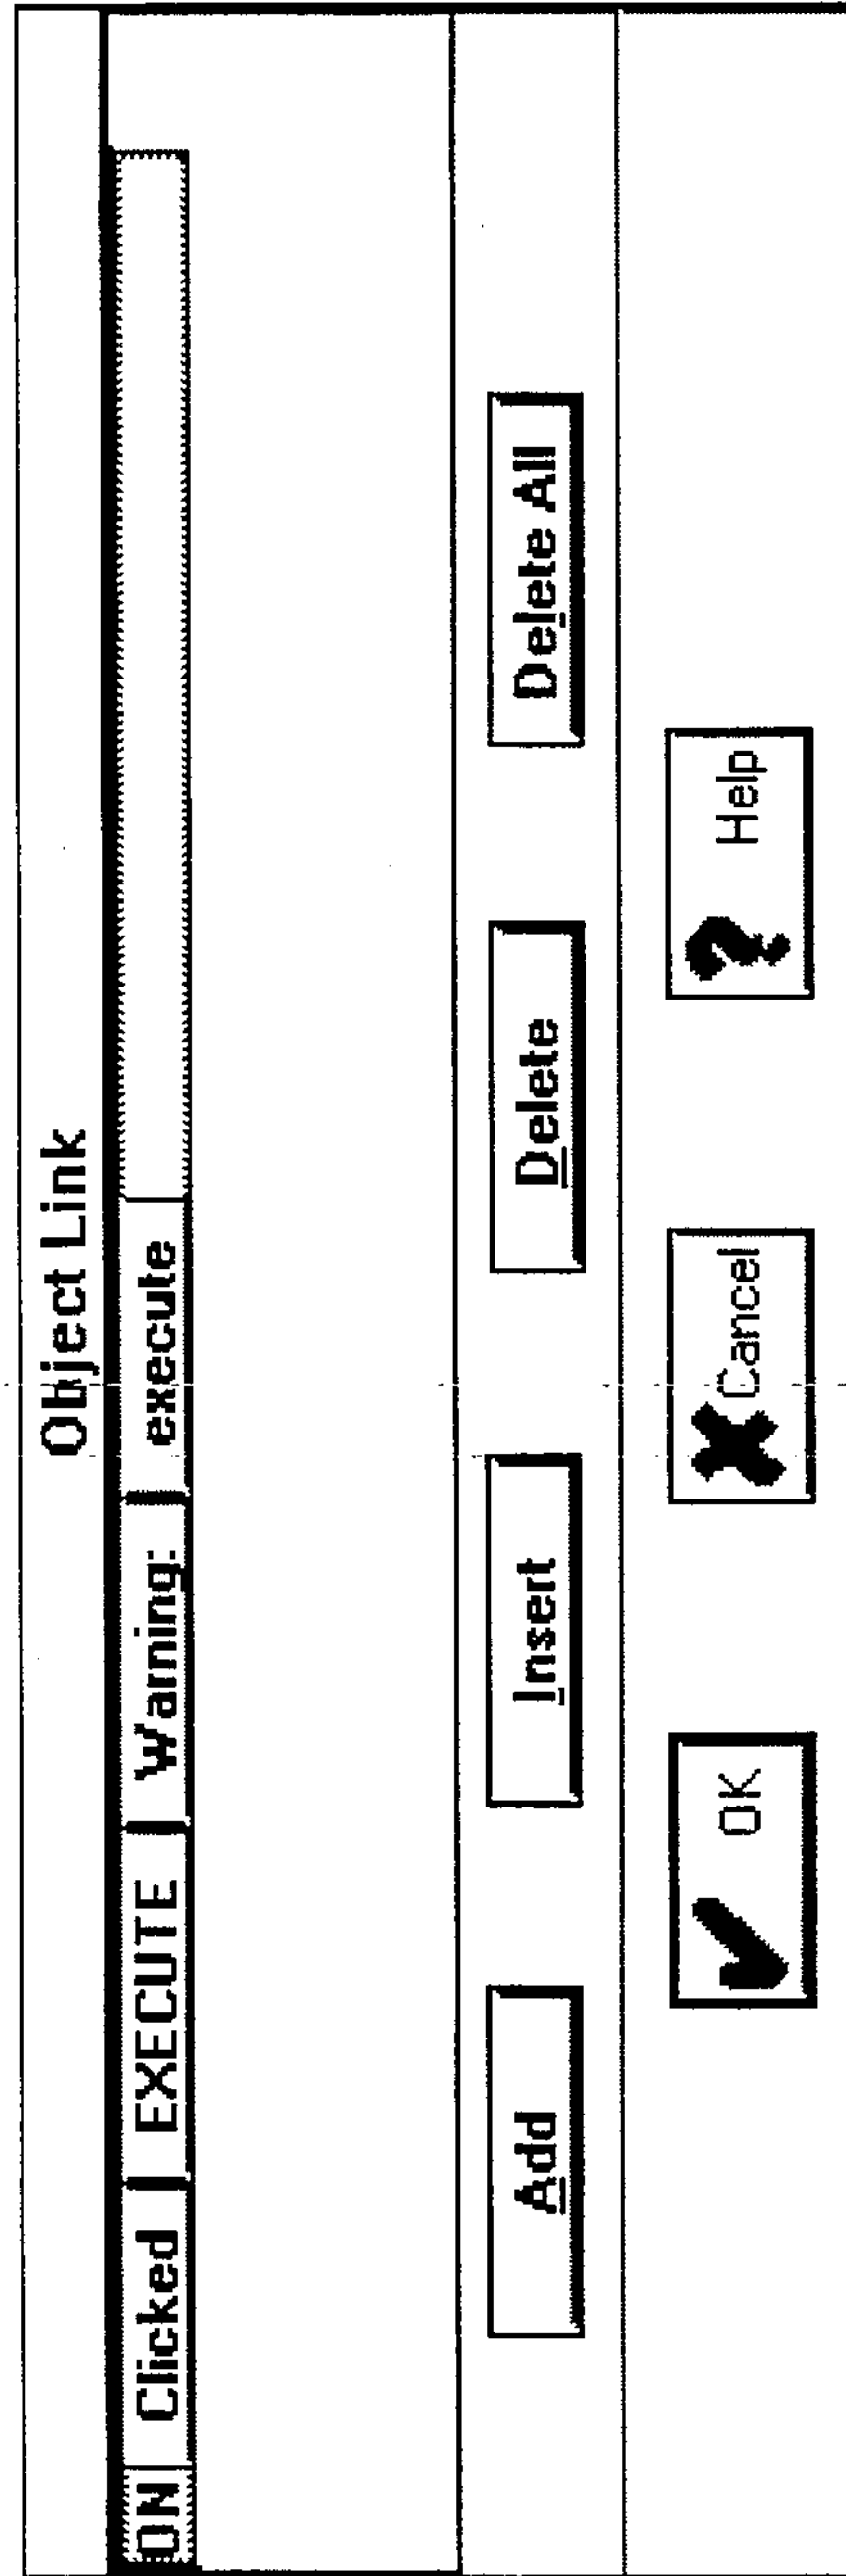 Object Link
ON Clicked EXECUTE Warning: execute
Add Insert Delete Delete All
OK Cancel ? Help